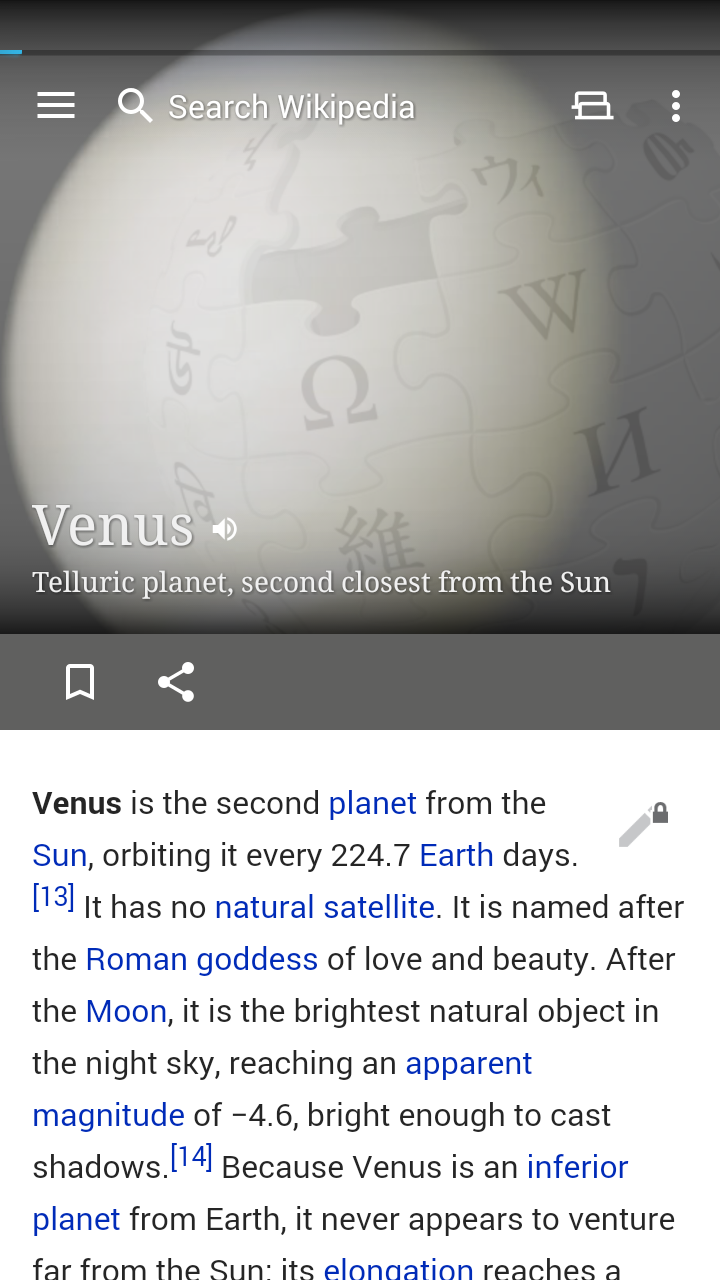 Search Wikipedia
ウィ
W
Ω
И
維
Venus
Telluric planet, second closest from the Sun
Venus is the second planet from the
Sun, orbiting it every 224.7 Earth days.
[13] It has no natural satellite. It is named after
the Roman goddess of love and beauty. After
the Moon, it is the brightest natural object in
the night sky, reaching an apparent
magnitude of −4.6, bright enough to cast
shadows.[14] Because Venus is an inferior
planet from Earth, it never appears to venture
far from the Sun: its elongation reaches a